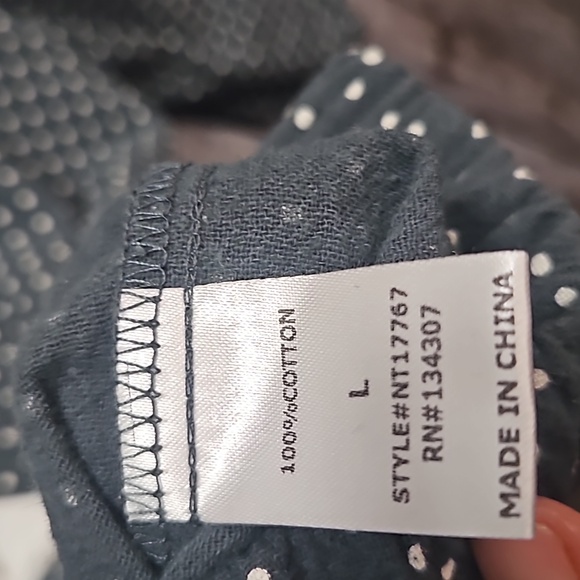 100%COTTON
L
STYLE#NT17767
RN#134307
MADE IN CHINA